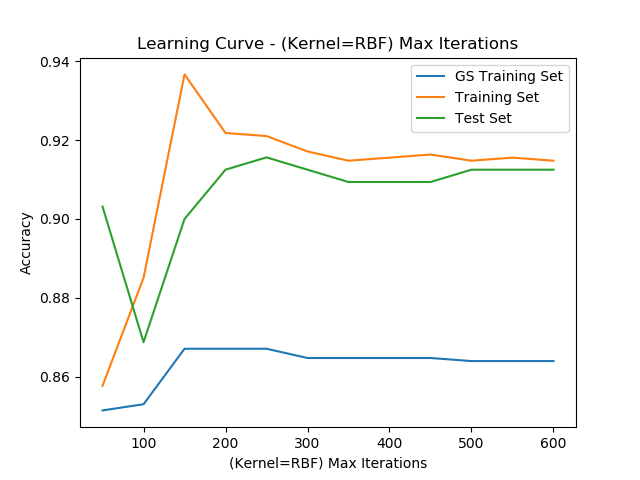 Learning Curve - (Kernel=RBF) Max Iterations
0.94
0.92
0.90
0.88
0.86
Accuracy
GS Training Set
Training Set
Test Set
100 200 300 400 500 600
(Kernel=RBF) Max Iterations